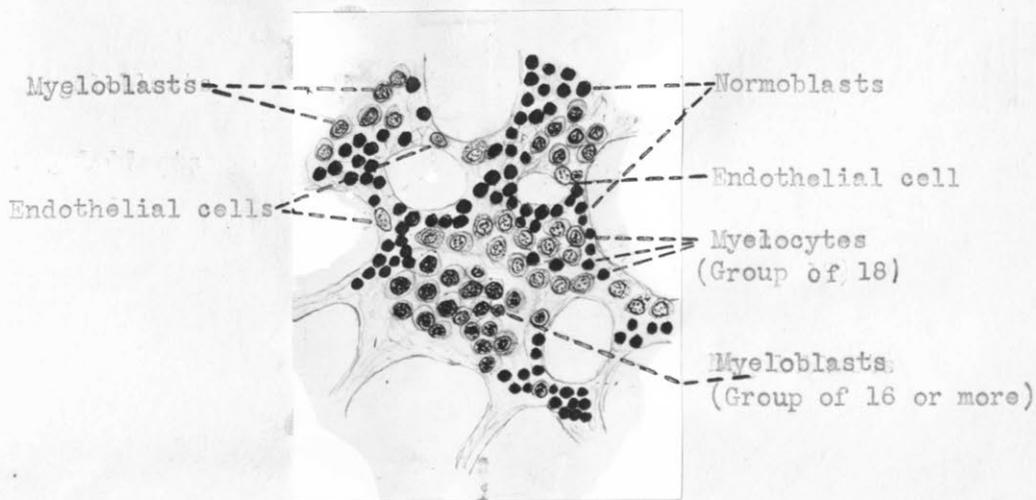 Myeloblasts
Endothelial cells
Normoblasts
Endothelial cell
Myelocytes
(Group of 18)
Myeloblasts
(Group of 16 or more)